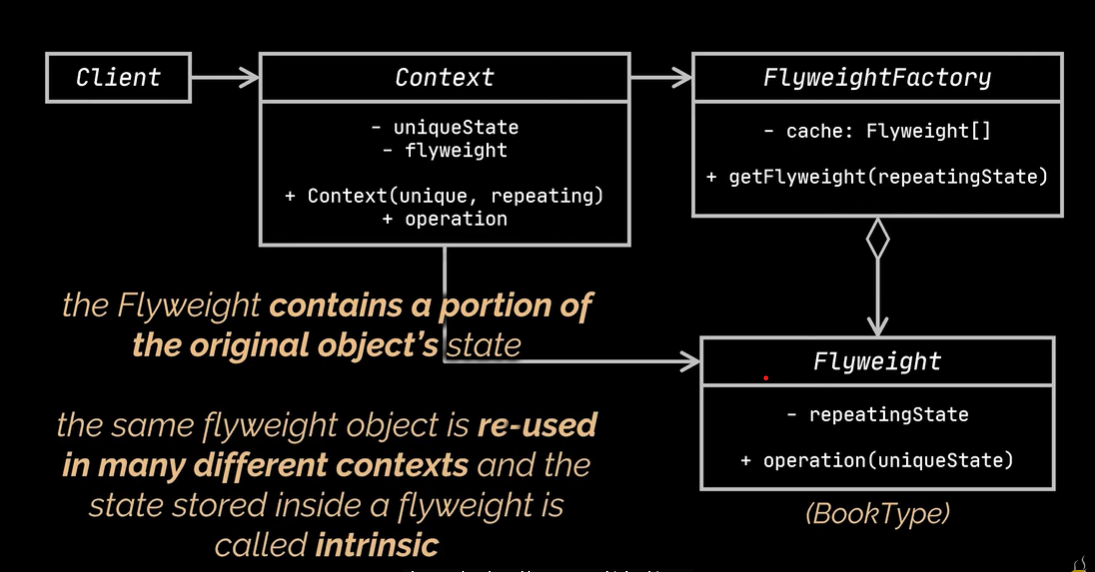 Client
Context
- uniqueState
- flyweight
+ Context(unique, repeating)
+ operation
FlyweightFactory
- cache: Flyweight[]
+ getFlyweight(repeatingState)
the Flyweight contains a portion of
the original object's state
the same flyweight object is re-used
in many different contexts and the
state stored inside a flyweight is
called intrinsic
Flyweight
- repeatingState
+ operation(uniqueState)
(BookType)